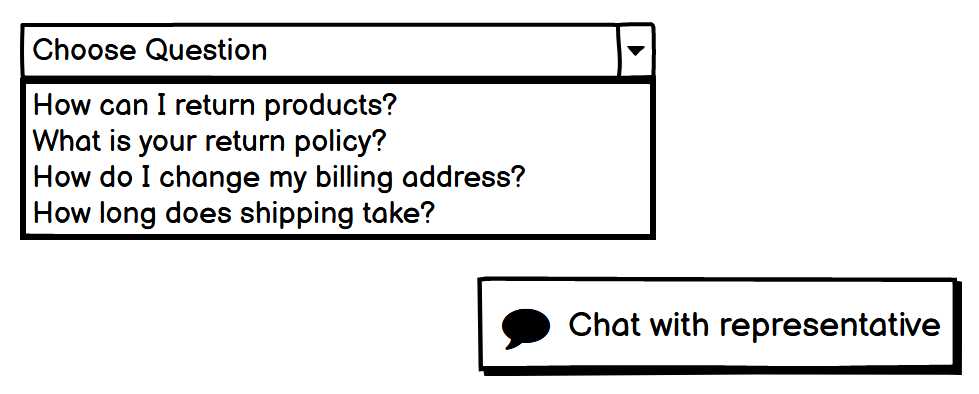 Choose Question
How can I return products?
What is your return policy?
How do I change my billing address?
How long does shipping take?
Chat with representative